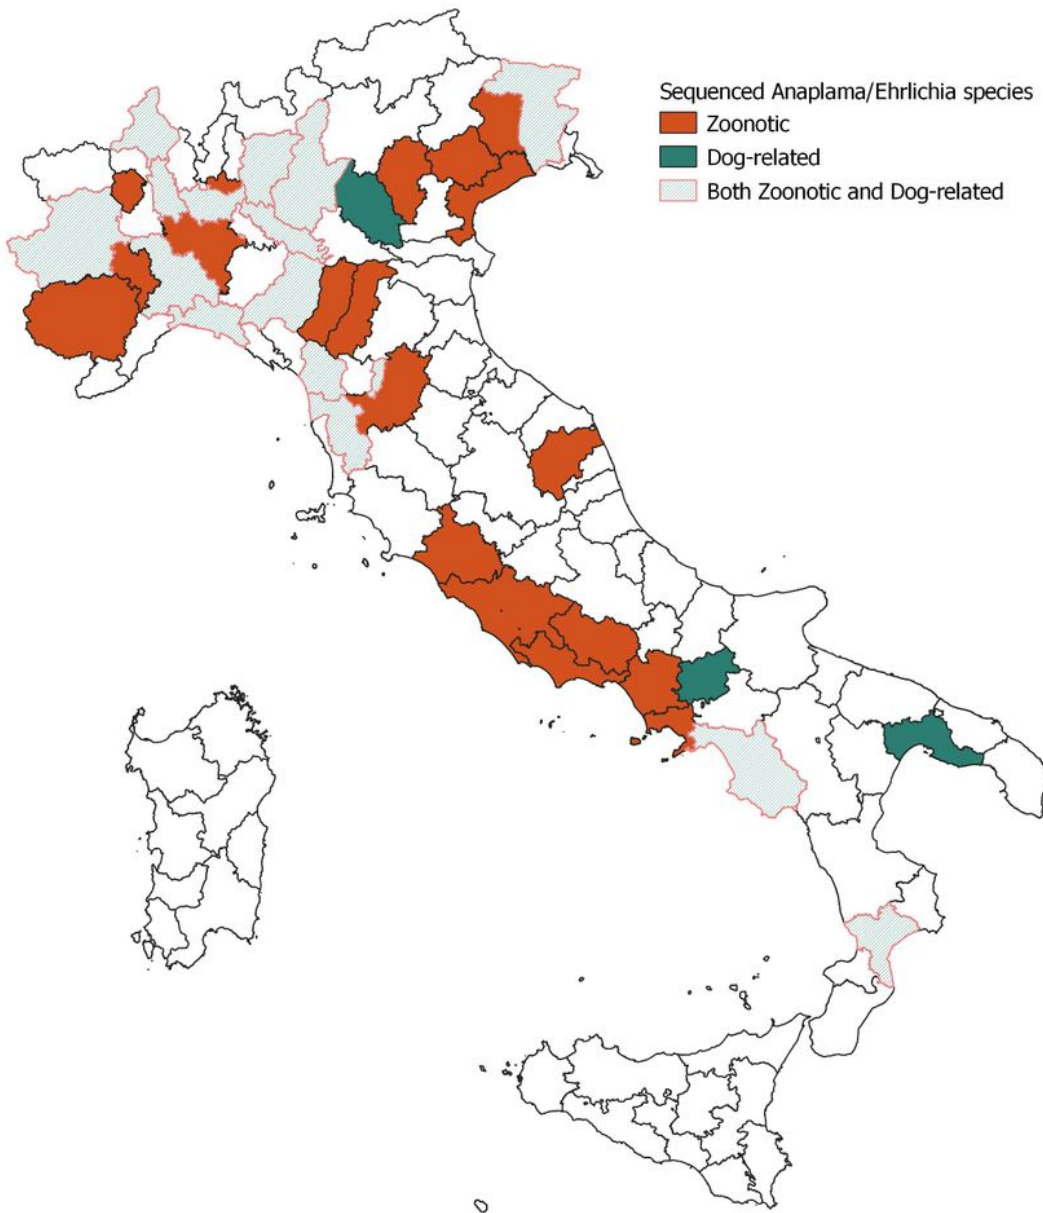 Sequenced Anaplama/Ehrlichia species
Zoonotic
Dog-related
Both Zoonotic and Dog-related